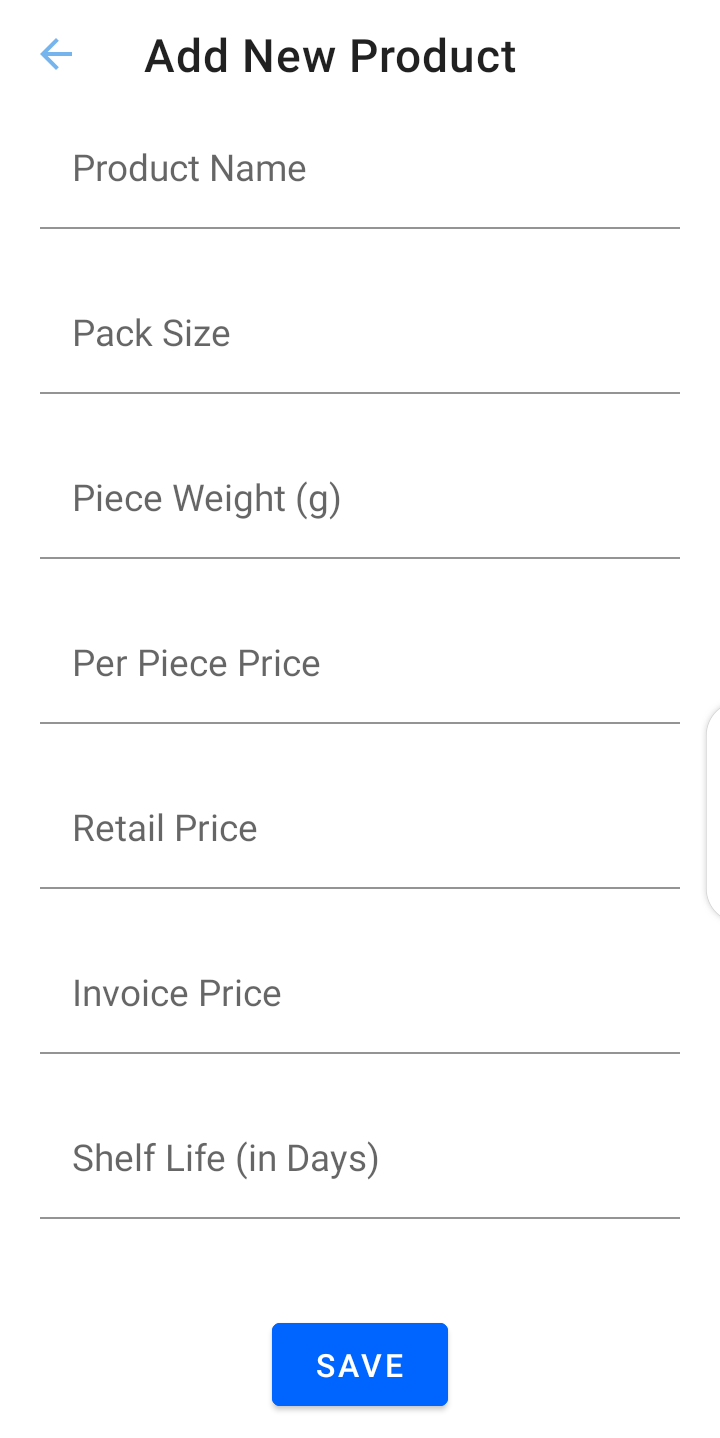 Add New Product
Product Name
Pack Size
Piece Weight (g)
Per Piece Price
Retail Price
Invoice Price
Shelf Life (in Days)
SAVE